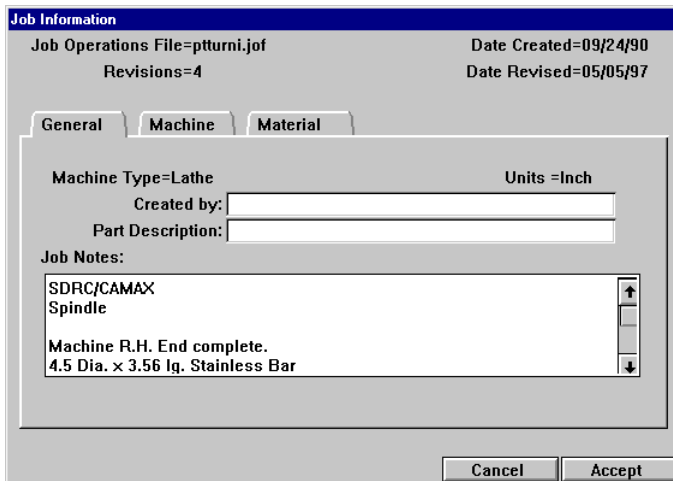 Job Information
Job Operations File=ptturni.jof
Date Created=09/24/90
Revisions=4
Date Revised=05/05/97
General
Machine
Material
Machine Type=Lathe
Units =Inch
Created by:
Part Description:
Job Notes:
SDRC/CAMAX
Spindle
Machine R.H. End complete.
4.5 Dia. x 3.56 lg. Stainless Bar
Cancel
Accept